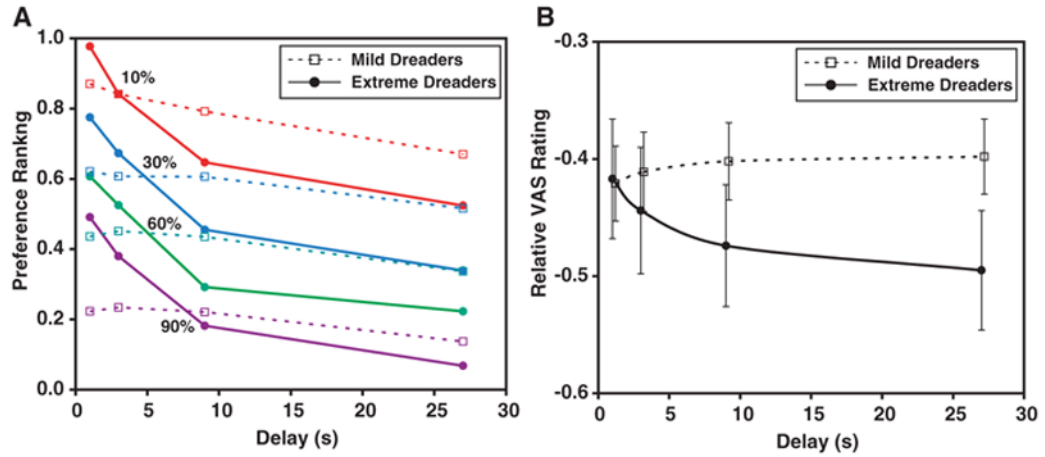 A
Preference Rankng
1.0
0.8
0.6
0.4
0.2
0.0
Mild Dreaders
Extreme Dreaders
10%
30%
60%
90%
0 5 10 15 20 25 30
Delay (s)
B
Relative VAS Rating
-0.3
-0.4
-0.5
-0.6
Mild Dreaders
Extreme Dreaders
0 5 10 15 20 25 30
Delay (s)